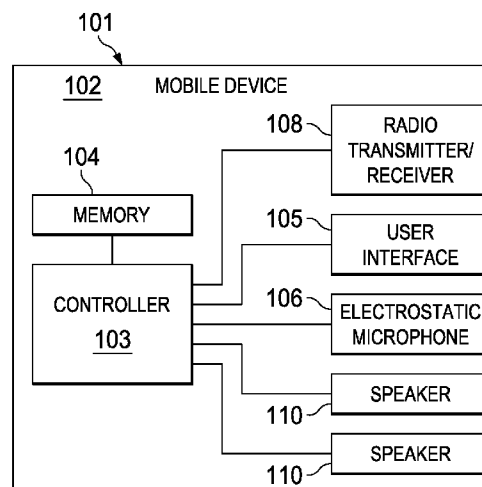 101
102
MOBILE DEVICE
108
RADIO
TRANSMITTER/
RECEIVER
104
MEMORY
105
USER
INTERFACE
CONTROLLER
103
106
ELECTROSTATIC
MICROPHONE
SPEAKER
110
SPEAKER
110